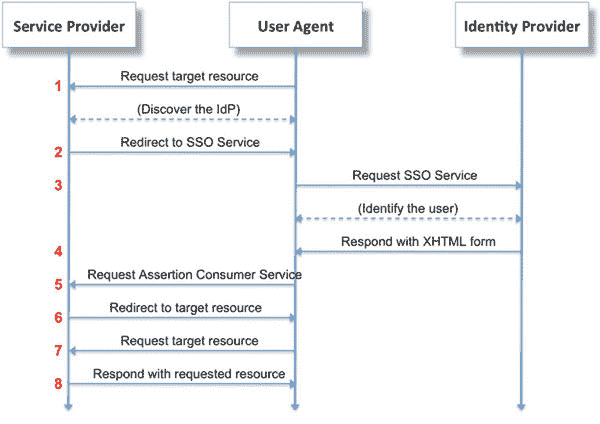 Service Provider
User Agent
Identity Provider
1
Request target resource
(Discover the IdP)
2
Redirect to SSO Service
3
Request SSO Service
(Identify the user)
4
Respond with XHTML form
5
Request Assertion Consumer Service
6
Redirect to target resource
7
Request target resource
8
Respond with requested resource